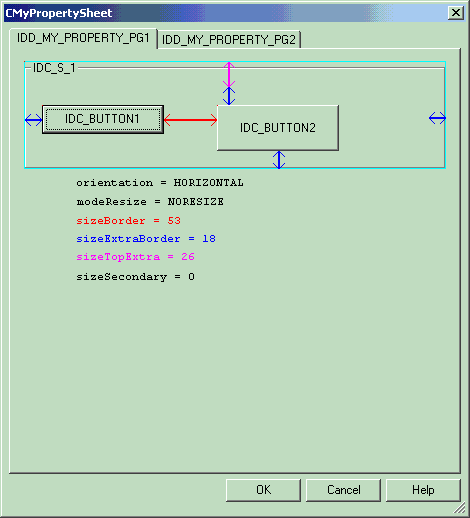 CMyPropertySheet
IDD_MY_PROPERTY_PG1 IDD_MY_PROPERTY_PG2
IDC_S_1
IDC_BUTTON1
IDC_BUTTON2
orientation = HORIZONTAL
modeResize = NORESIZE
sizeBorder = 53
sizeExtraBorder = 18
sizeTopExtra = 26
sizeSecondary = 0
OK Cancel Help